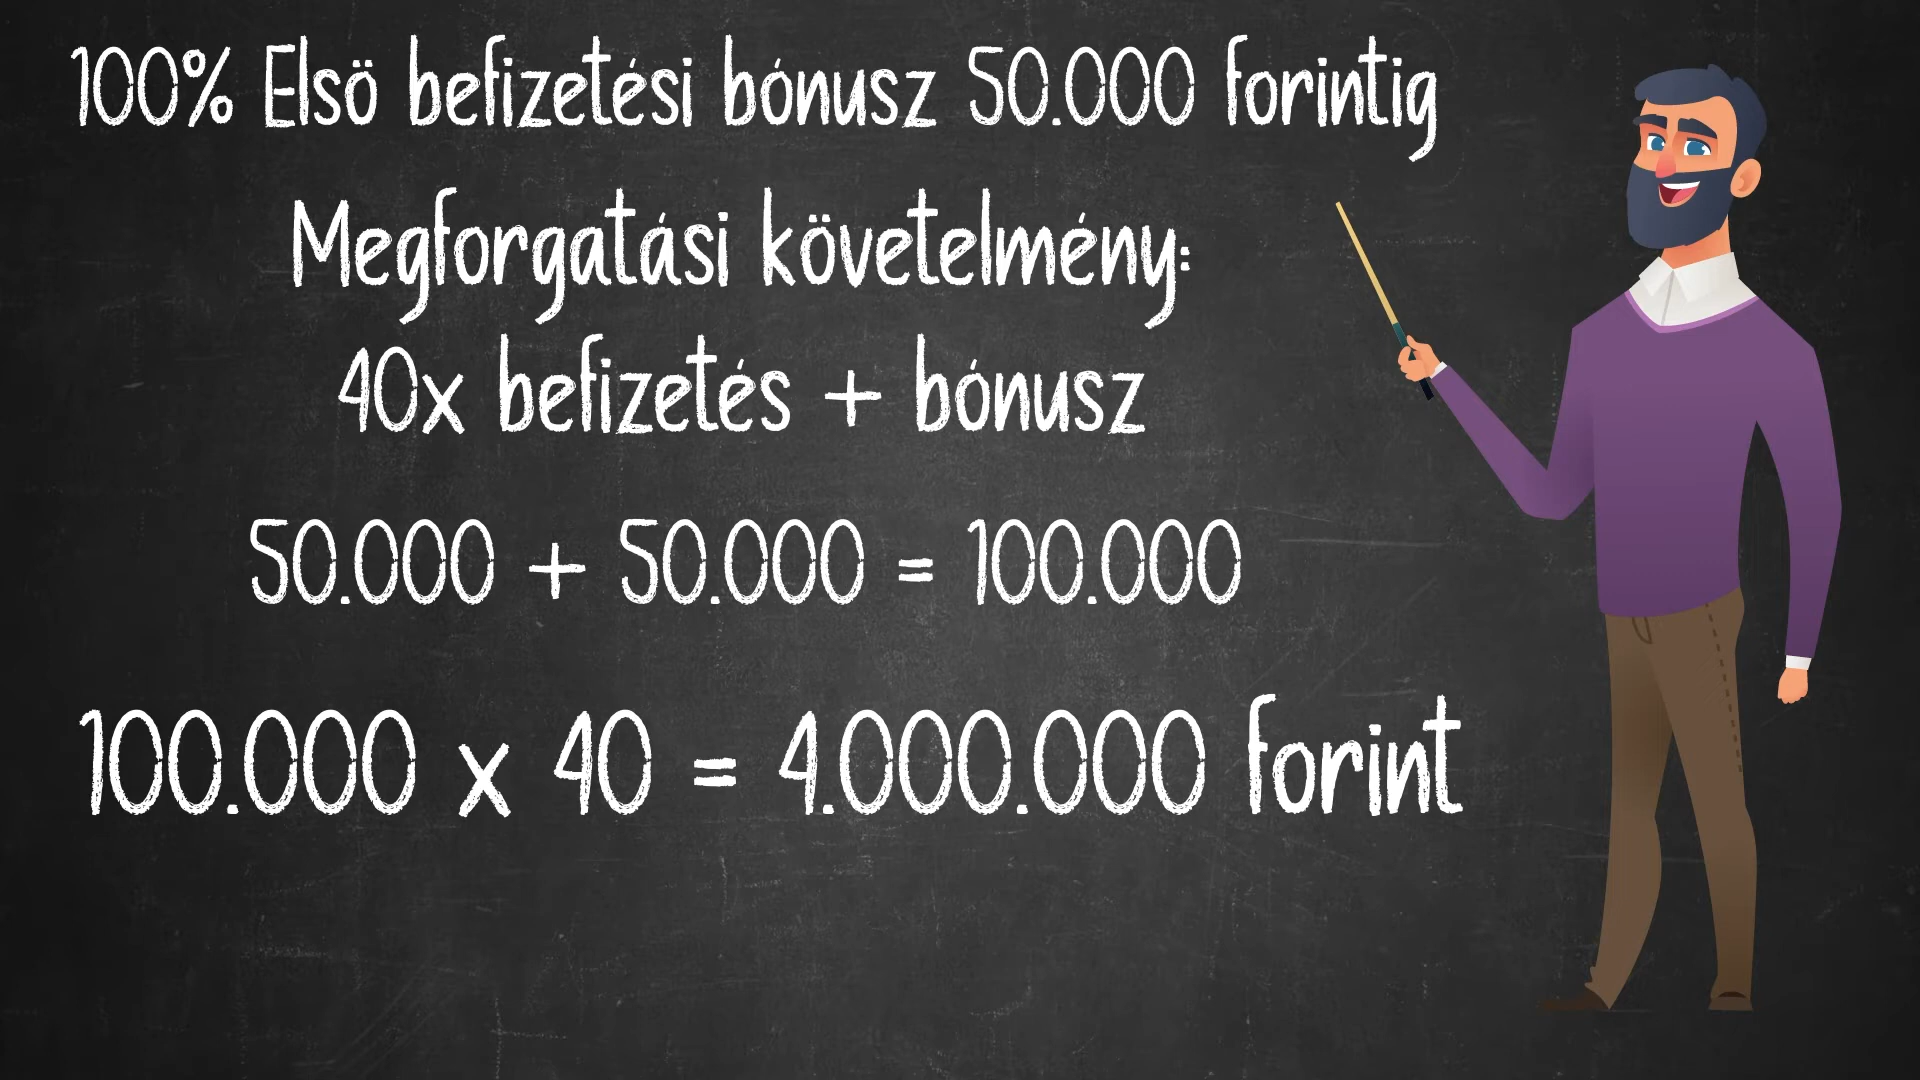 100% Elsö befizetési bónusz 50.000 forintig
Megforgatási követelmény:
40x befizetés + bónusz
50.000 + 50.000 = 100.000
100.000 x 40 = 4.000.000 forint